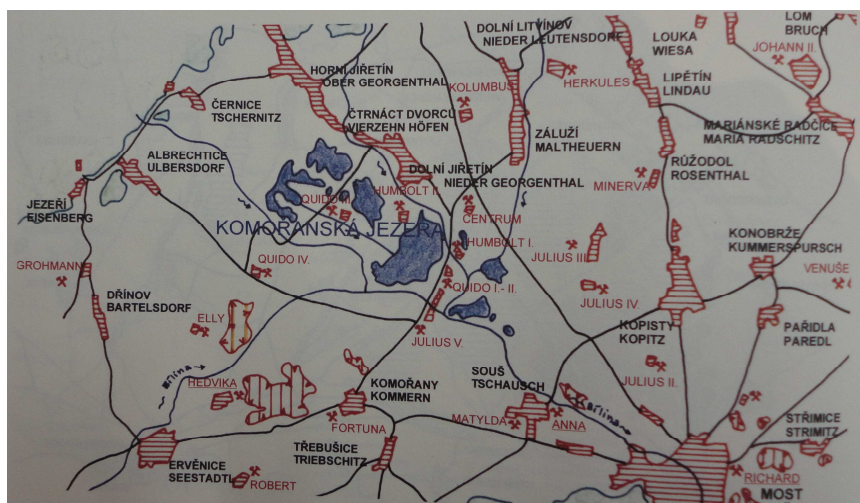 DOLNÍ LITVÍNOV
NIEDER LEUTENSDORF
LOUKA
WIESA
LOM
BRUCH
JOHANN II.
HORNÍ JIŘETÍN
OBER GEORGENTHAL
KOLUMBUS
HERKULES
LIPĚTÍN
LINDAU
ČERNICE
TSCHERNITZ
ČTRNÁCT DVORCŮ
VIERZEHN HÖFEN
ZÁLUŽÍ
MALTHEUERN
MARIÁNSKÉ RADČICE
MARIA RADSCHITZ
ALBRECHTICE
ULBERSDORF
DOLNÍ JIŘETÍN
NIEDER GEORGENTHAL
RŮŽODOL
ROSENTHAL
MINERVA
JEZEŘÍ
EISENBERG
QUIDO III.
HUMBOLT II.
CENTRUM
KOMOŘANSKÁ JEZERA
HUMBOLT I.
KONOBRŽE
KUMMERSPURSCH
GROHMANN
QUIDO IV.
JULIUS III.
VENUŠE
DŘÍNOV
BARTELSDORF
QUIDO I.- II.
JULIUS IV.
ELLY
JULIUS V.
KOPISTY
KOPITZ
PAŘIDLA
PAREDL
Bílina
HEDVIKA
KOMOŘANY
KOMMERN
SOUŠ
TSCHAUSCH
JULIUS II.
FORTUNA
MATYLDA
ANNA
Bílina
STŘIMICE
STRIMITZ
ERVĚNICE
SEESTADTL
TŘEBUŠICE
TRIEBSCHITZ
ROBERT
RICHARD
MOST